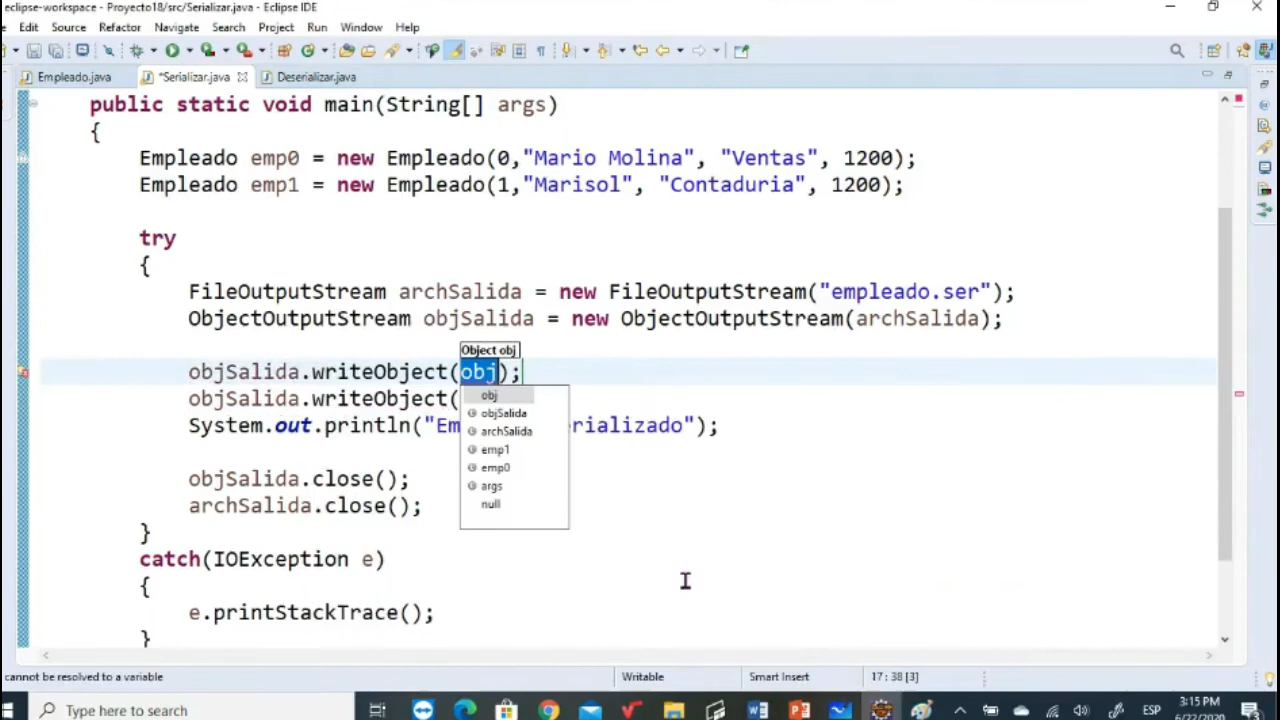 eclipse-workspace - Proyecto18/src/Serializar.java - Eclipse IDE
Edit Source Refactor Navigate Search Project Run Window Help
Empleado.java *Serializar.java Deserializar.java
public static void main(String[] args)
{
Empleado emp0 = new Empleado(0,"Mario Molina", "Ventas", 1200);
Empleado emp1 = new Empleado(1,"Marisol", "Contaduria", 1200);
try
{
FileOutputStream archSalida = new FileOutputStream("empleado.ser");
ObjectOutputStream objSalida = new ObjectOutputStream(archSalida);
Object obj
objSalida.writeObject(obj);
obj
objSalida.writeObject(
objSalida
System.out.println("Em rializado");
archSalida
emp1
emp0
objSalida.close();
args
archSalida.close();
null
}
catch(IOException e)
{
e.printStackTrace();
}
cannot be resolved to a variable Writable Smart Insert 17 : 38 [3]
Type here to search ESP 3:15 PM
6/22/2020